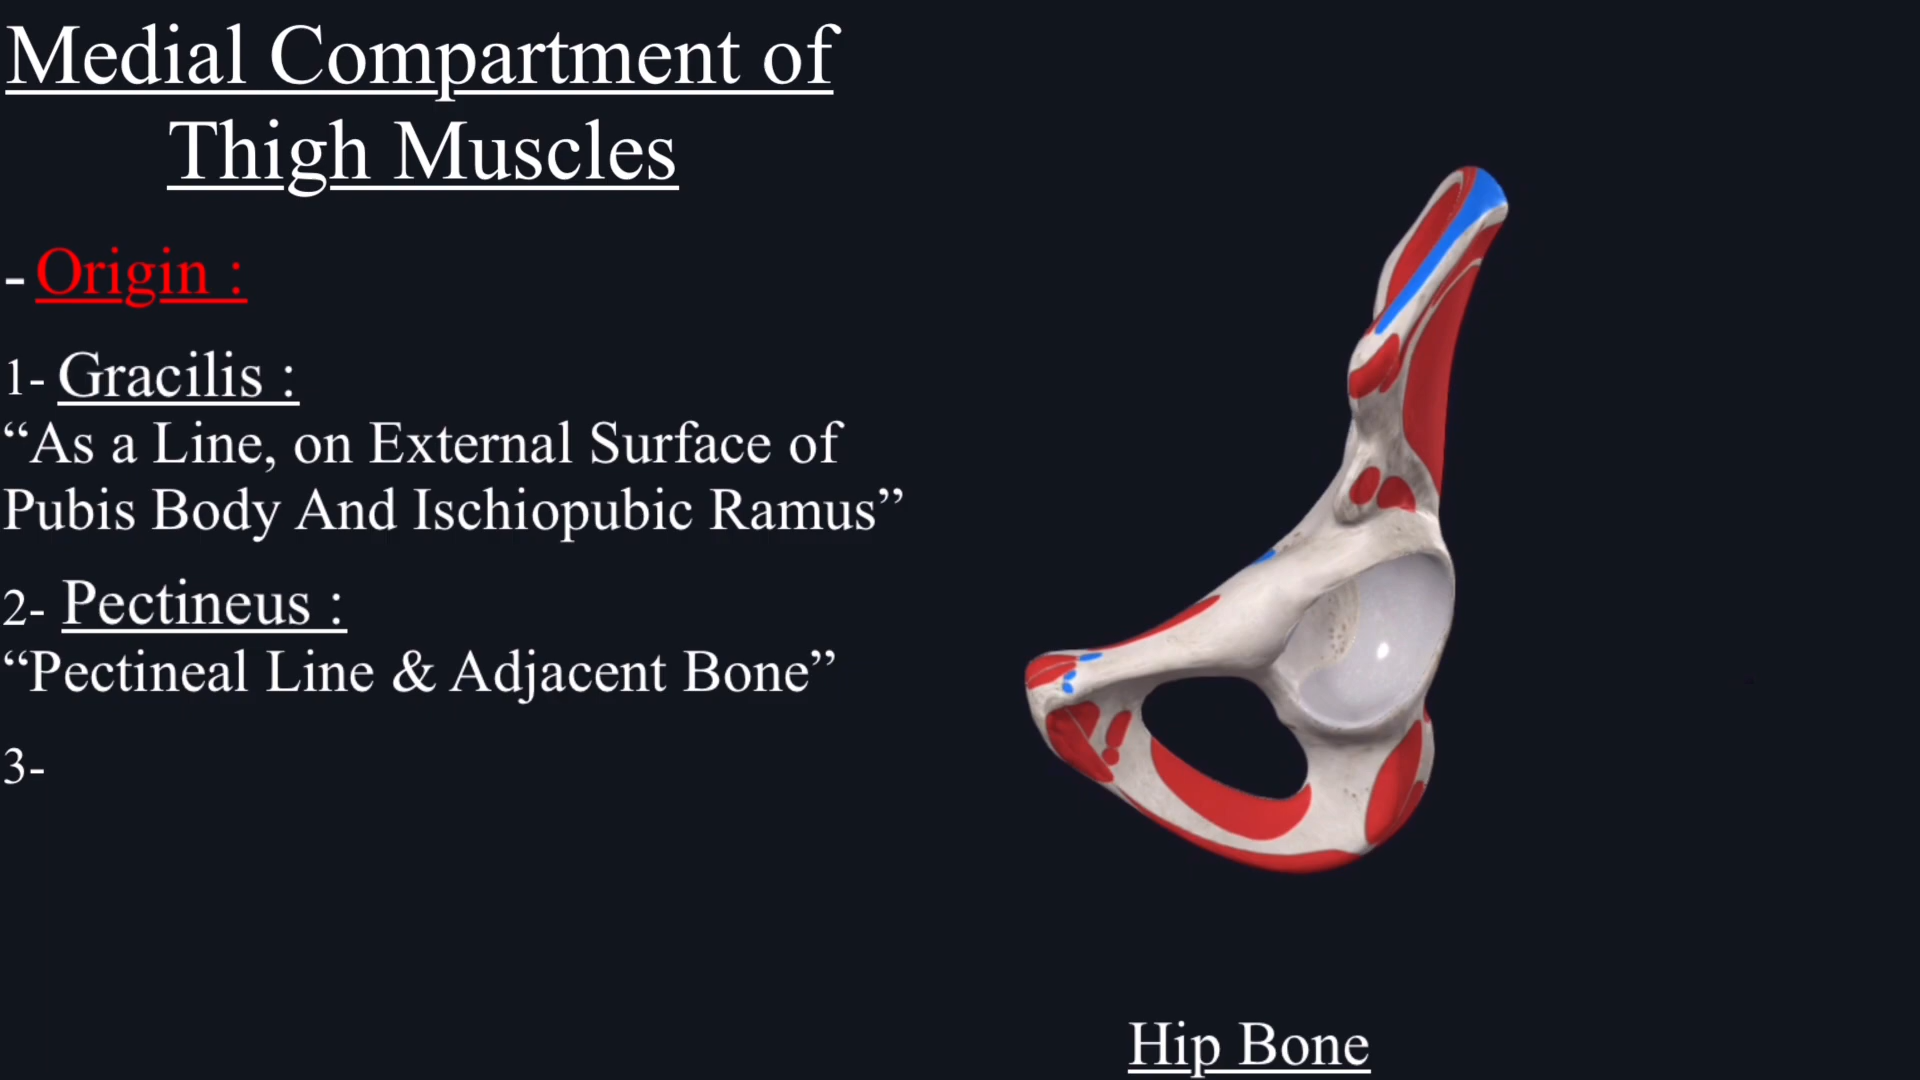 Medial Compartment of
Thigh Muscles
- Origin :
1- Gracilis :
“As a Line, on External Surface of
Pubis Body And Ischiopubic Ramus”
2- Pectineus :
“Pectineal Line & Adjacent Bone”
3-
Hip Bone